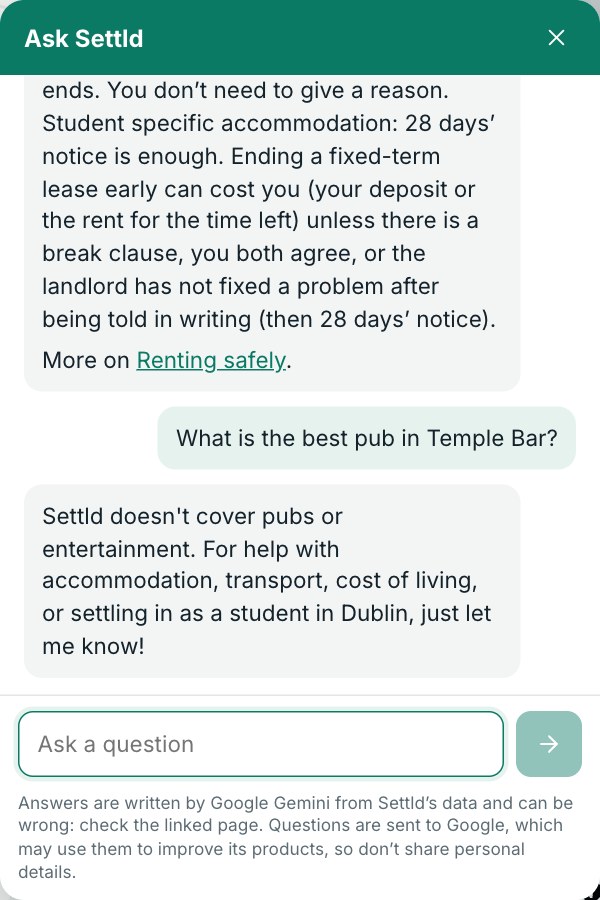 Ask Settld
ends. You don’t need to give a reason.
Student specific accommodation: 28 days’
notice is enough. Ending a fixed-term
lease early can cost you (your deposit or
the rent for the time left) unless there is a
break clause, you both agree, or the
landlord has not fixed a problem after
being told in writing (then 28 days’ notice).
More on Renting safely.
What is the best pub in Temple Bar?
Settld doesn't cover pubs or
entertainment. For help with
accommodation, transport, cost of living,
or settling in as a student in Dublin, just let
me know!
Ask a question
Answers are written by Google Gemini from Settld’s data and can be
wrong: check the linked page. Questions are sent to Google, which
may use them to improve its products, so don’t share personal
details.